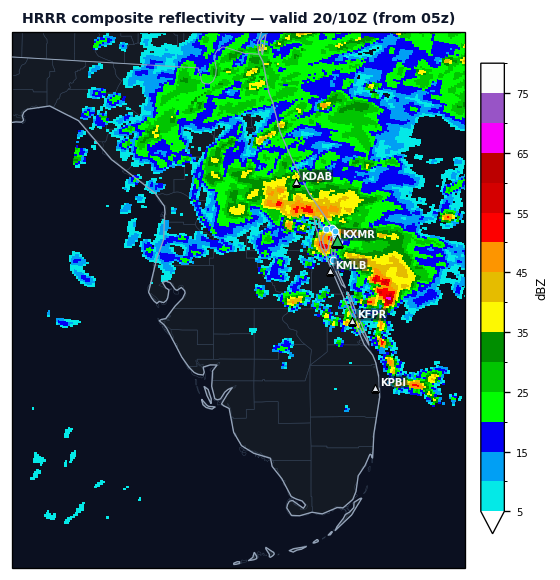 HRRR composite reflectivity — valid 20/10Z (from 05z)
KDAB
KXMR
KMLB
KFPR
KPBI
75
65
55
45
35
25
15
5
dBZ